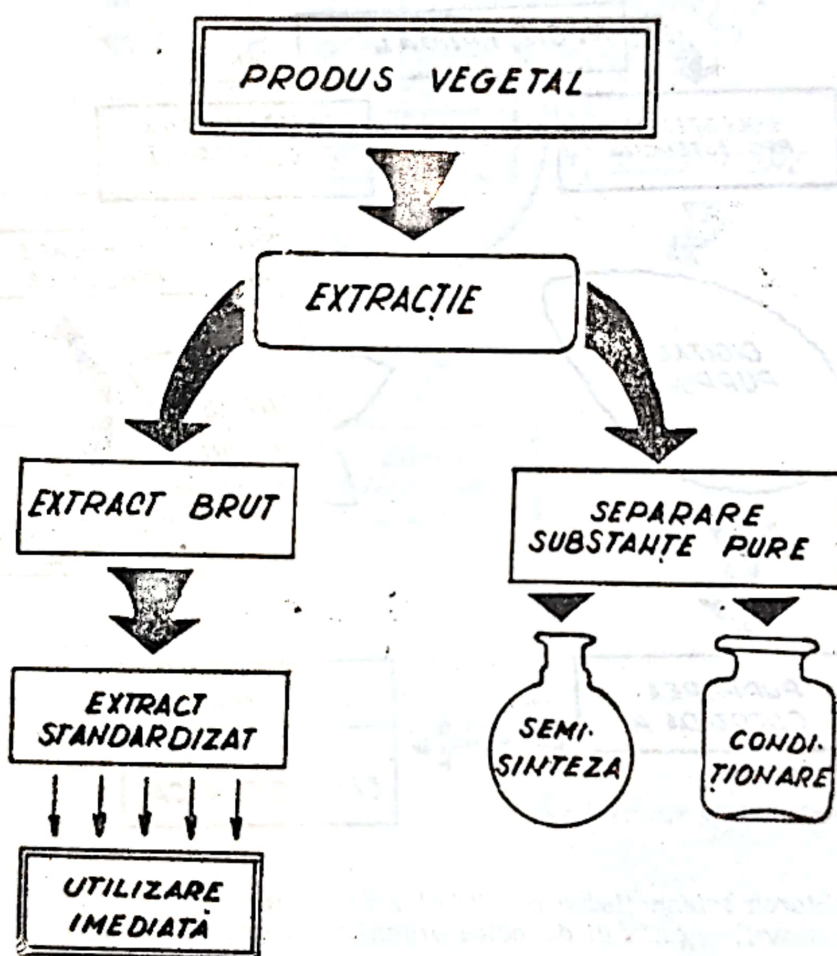 PRODUS VEGETAL
EXTRACȚIE
EXTRACT BRUT
SEPARARE
SUBSTANȚE PURE
EXTRACT
STANDARDIZAT
SEMI-
SINTEZA
CONDI-
ȚIONARE
UTILIZARE
IMEDIATĂ